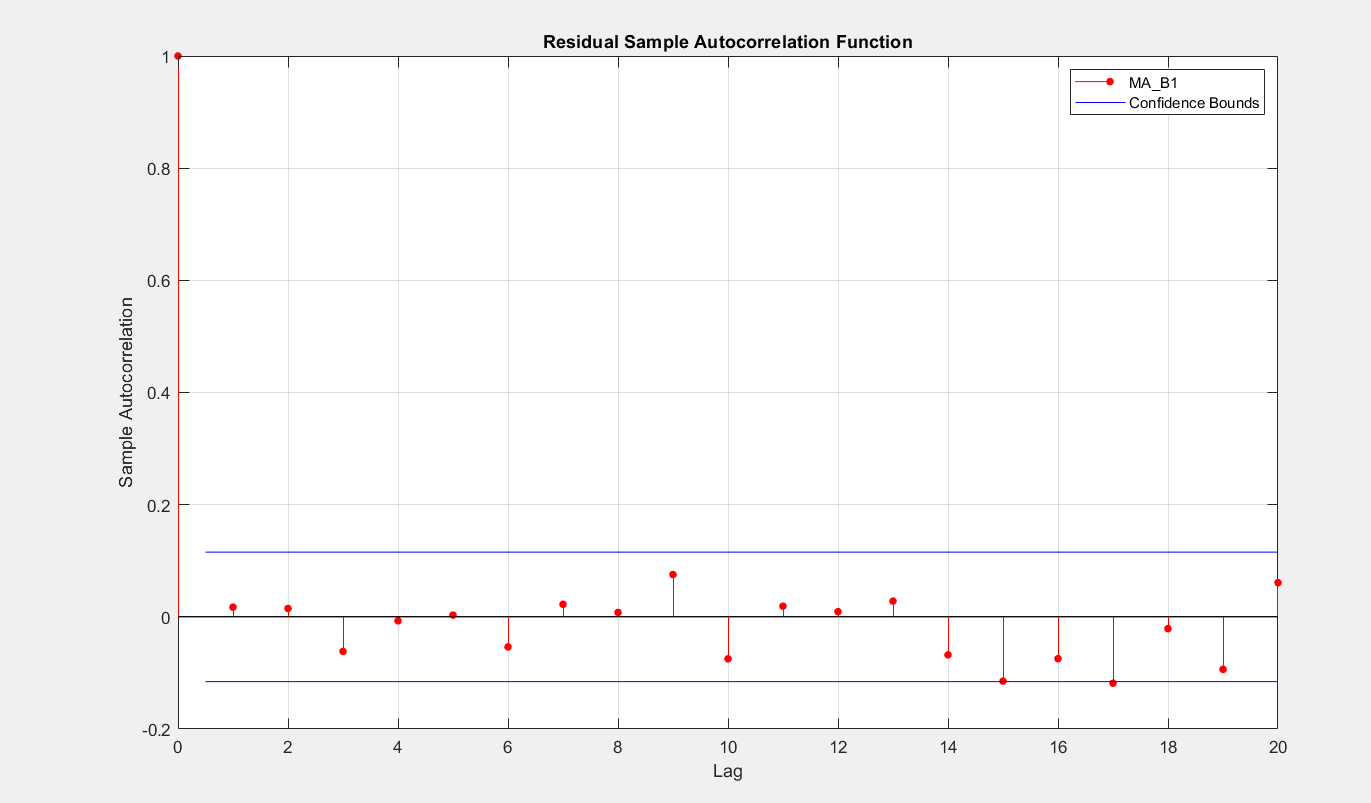 Residual Sample Autocorrelation Function
MA_B1
Confidence Bounds
1
0.8
0.6
0.4
0.2
0
-0.2
Sample Autocorrelation
0 2 4 6 8 10 12 14 16 18 20
Lag